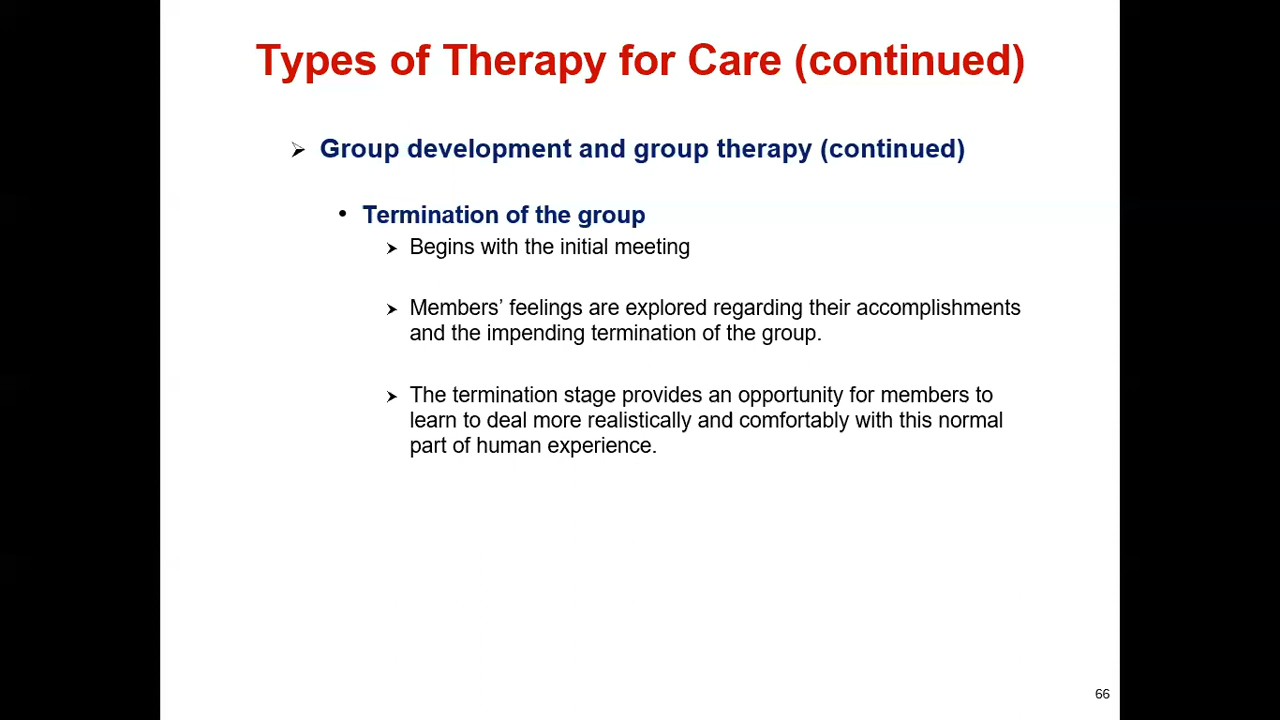 Types of Therapy for Care (continued)
➢ Group development and group therapy (continued)
• Termination of the group
➤ Begins with the initial meeting
➤ Members’ feelings are explored regarding their accomplishments
and the impending termination of the group.
➤ The termination stage provides an opportunity for members to
learn to deal more realistically and comfortably with this normal
part of human experience.
66